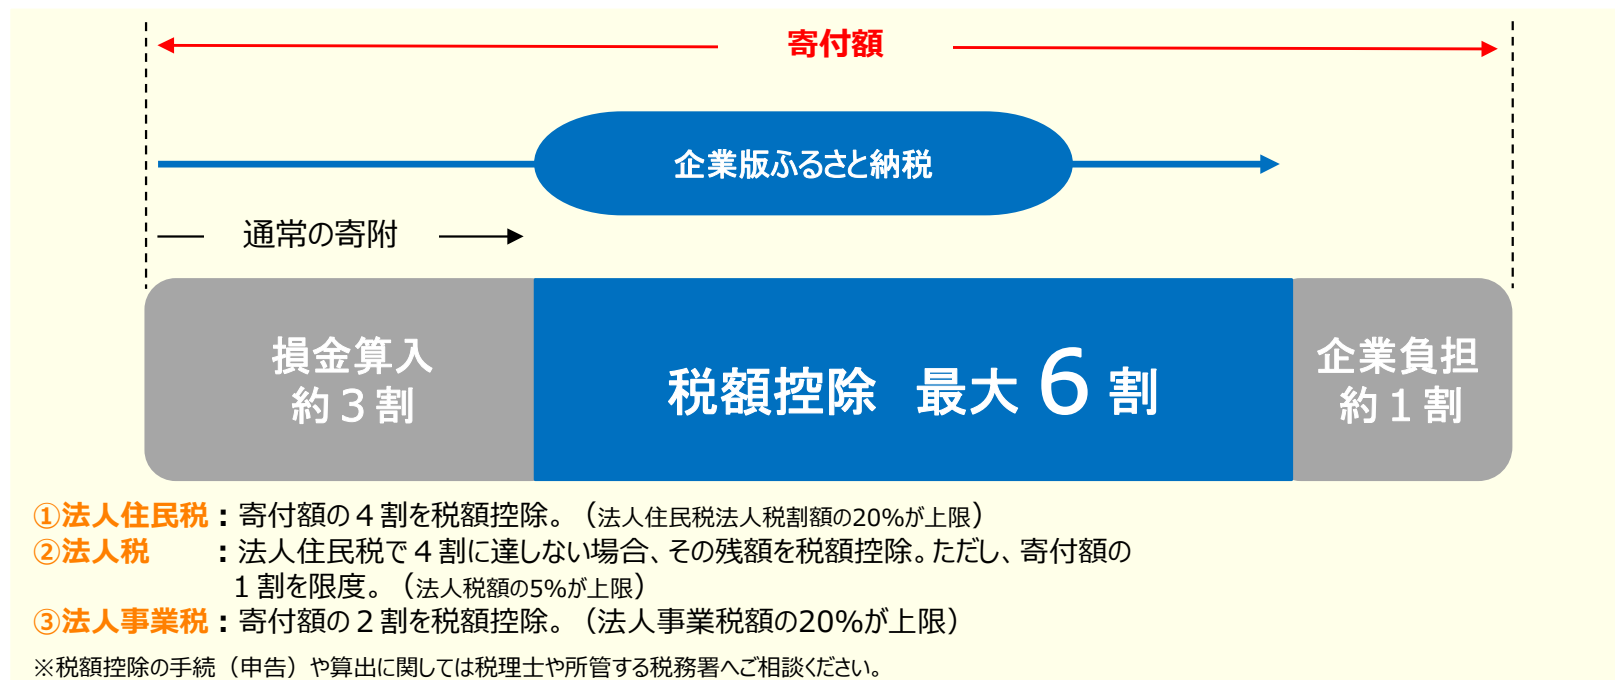 寄付額
企業版ふるさと納税
通常の寄附
損金算入
約３割
税額控除　最大６割
企業負担
約１割
①法人住民税：寄付額の４割を税額控除。（法人住民税法人税割額の20%が上限）
②法人税　　：法人住民税で４割に達しない場合、その残額を税額控除。ただし、寄付額の
１割を限度。（法人税額の5%が上限）
③法人事業税：寄付額の２割を税額控除。（法人事業税額の20%が上限）
※税額控除の手続（申告）や算出に関しては税理士や所管する税務署へご相談ください。